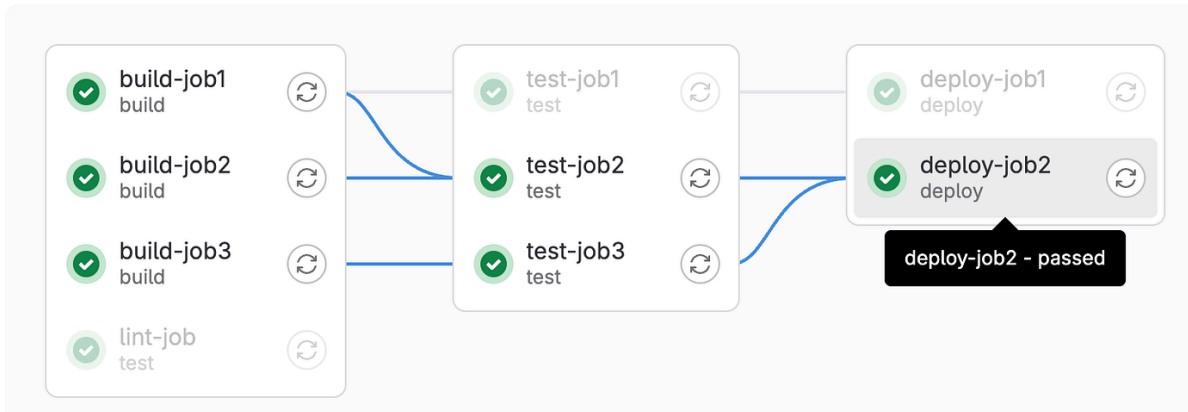 build-job1
build
build-job2
build
build-job3
build
lint-job
test
test-job1
test
test-job2
test
test-job3
test
deploy-job1
deploy
deploy-job2
deploy
deploy-job2 - passed